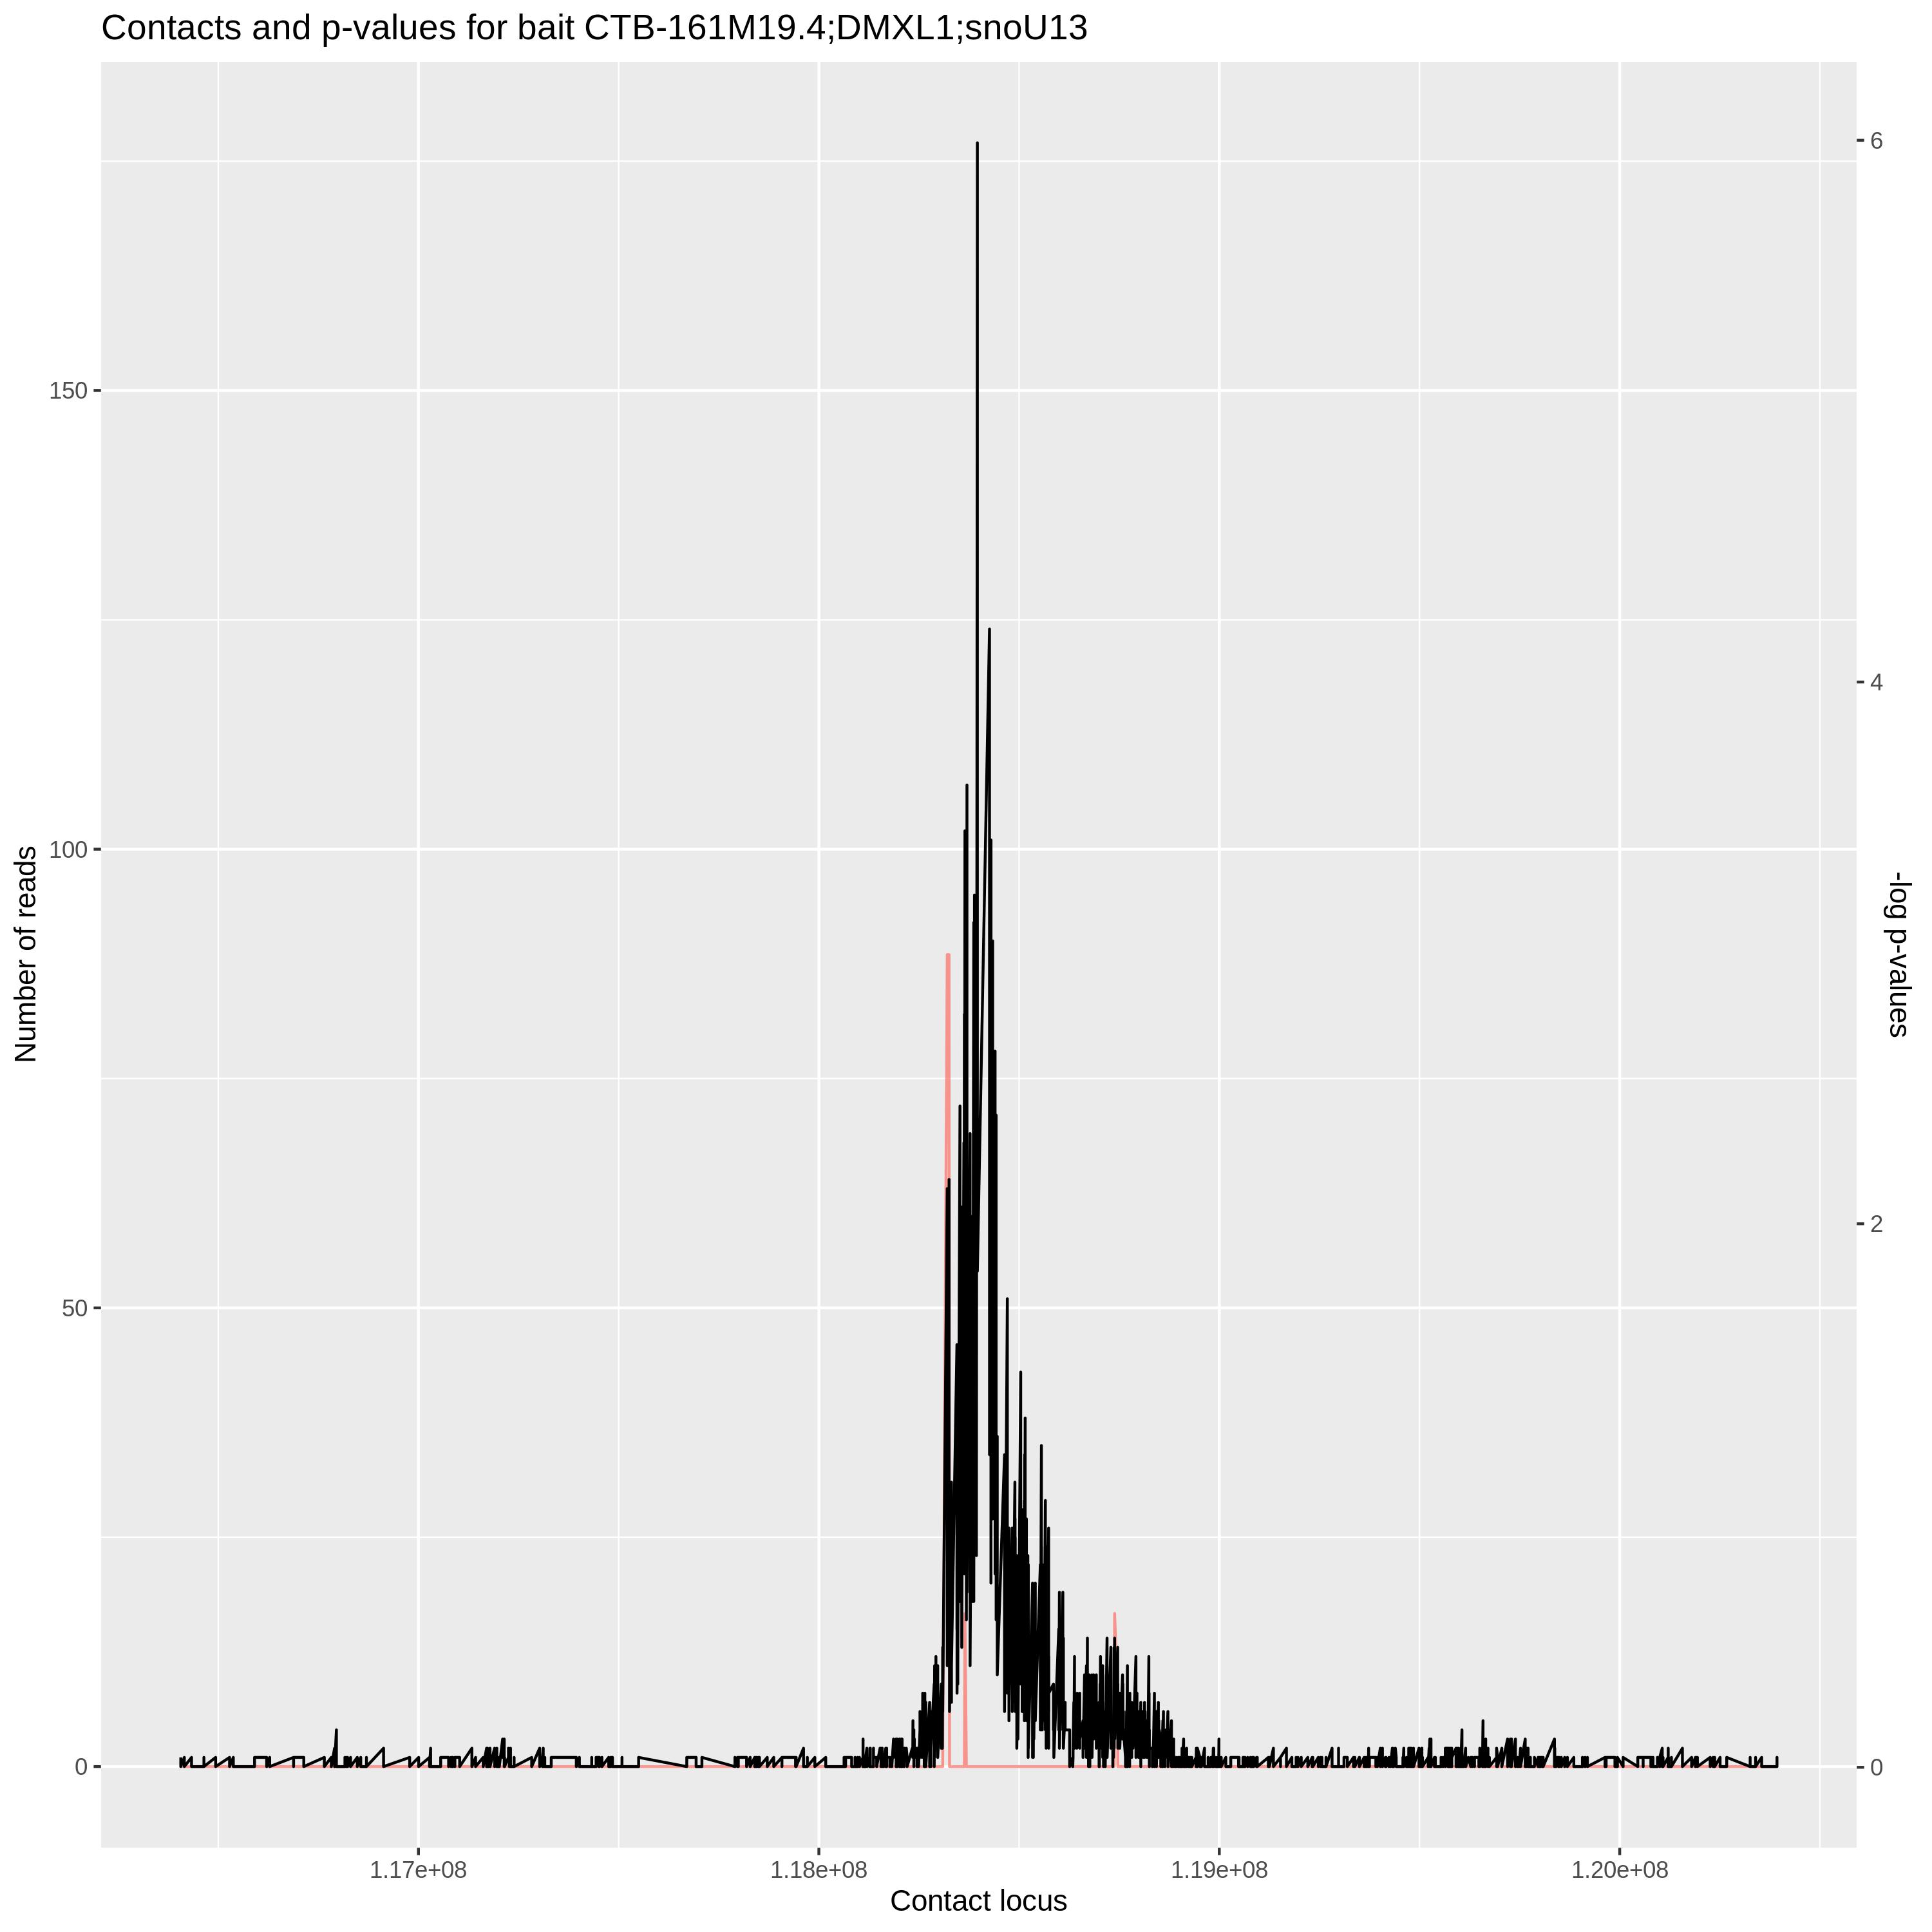 Contacts and p-values for bait CTB-161M19.4;DMXL1;snoU13
6
150
4
100
Number of reads
-log p-values
2
50
0
0
1.17e+08
1.18e+08
1.19e+08
1.20e+08
Contact locus